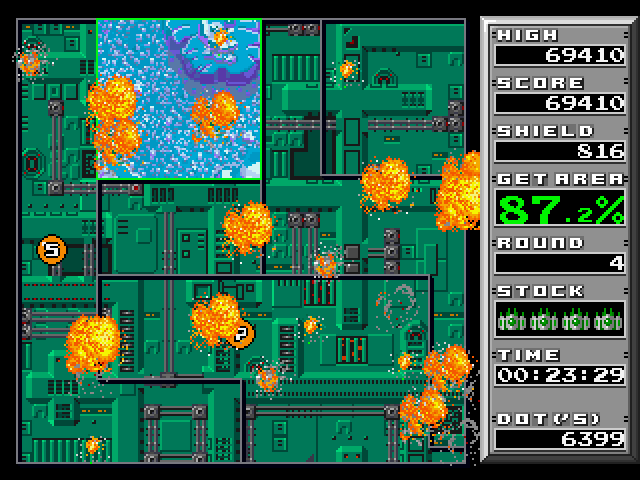 HIGH
69410
SCORE
69410
SHIELD
816
GET AREA
87.2%
S
ROUND
4
STOCK
?
TIME
00:23:29
DOT('S)
6399